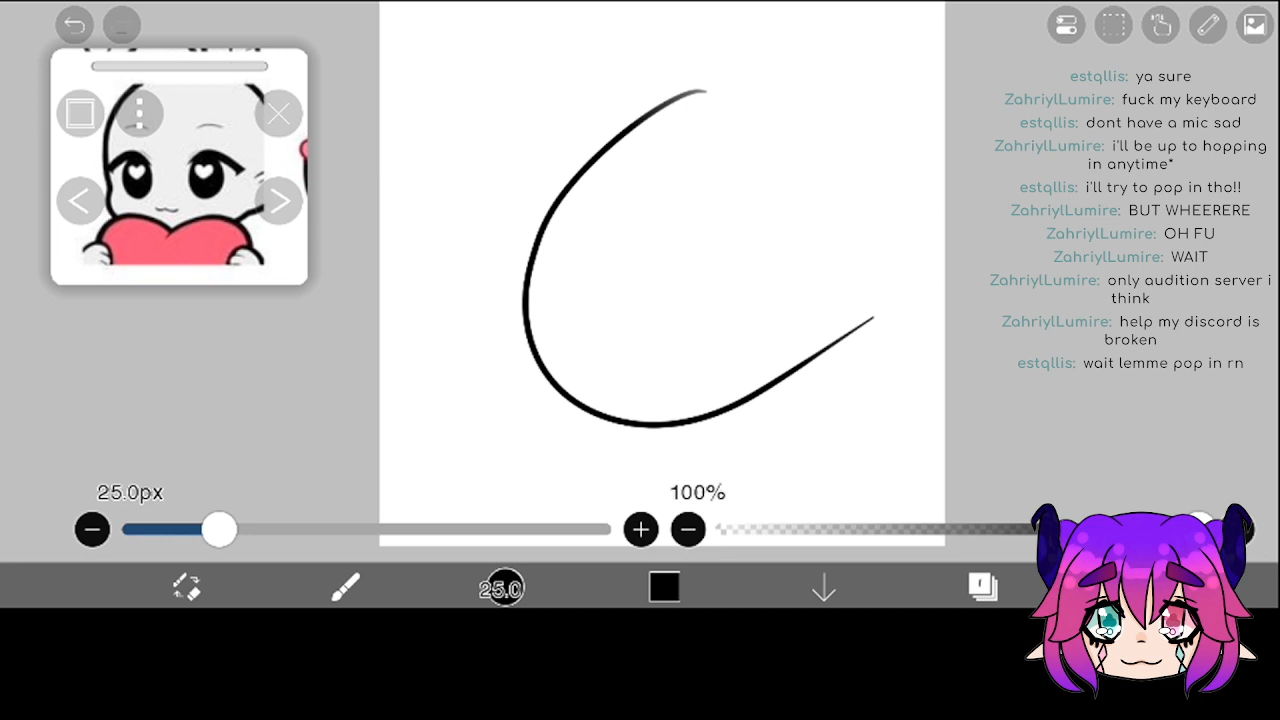 estqllis: ya sure
ZahriylLumire: fuck my keyboard
estqllis: dont have a mic sad
ZahriylLumire: i'll be up to hopping
in anytime*
estqllis: i'll try to pop in tho!!
ZahriylLumire: BUT WHEERERE
ZahriylLumire: OH FU
ZahriylLumire: WAIT
ZahriylLumire: only audition server i
think
ZahriylLumire: help my discord is
broken
estqllis: wait lemme pop in rn
25.0px
100%
25.0
1